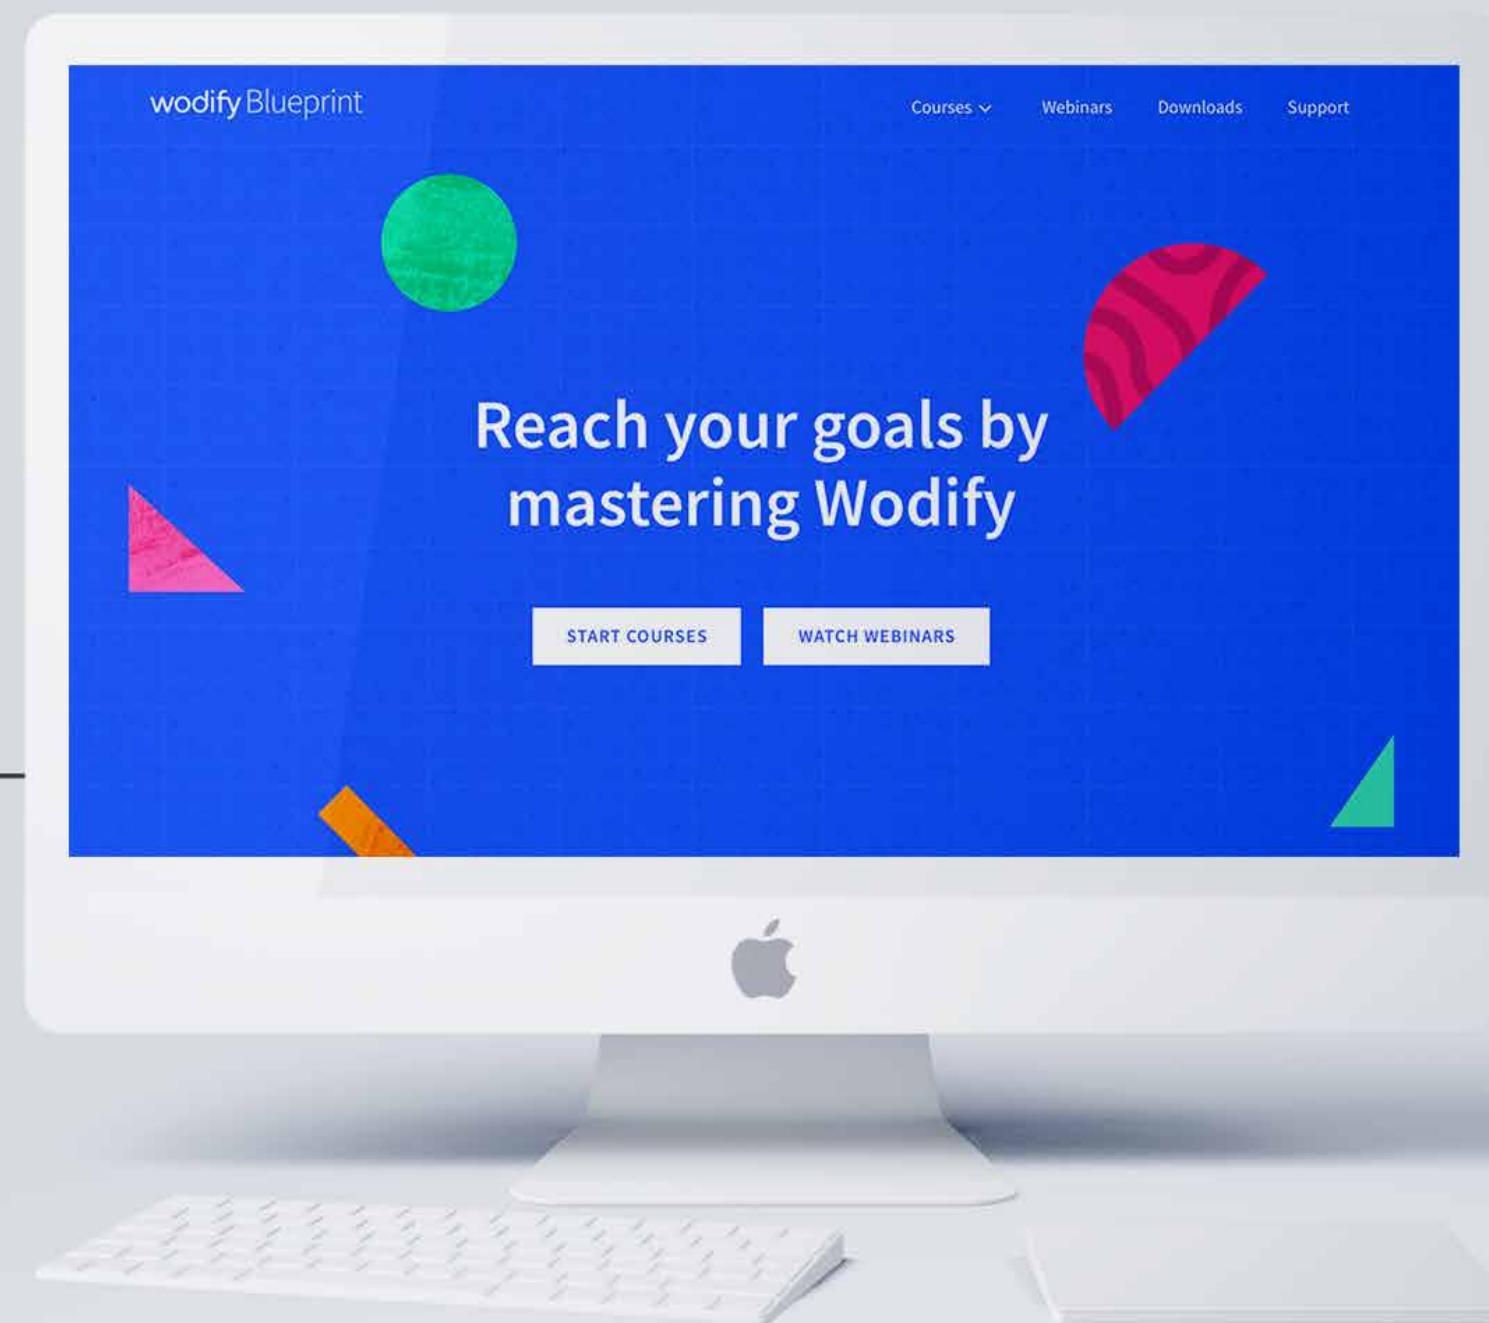 wodify Blueprint
Courses Webinars Downloads Support
Reach your goals by
mastering Wodify
START COURSES WATCH WEBINARS